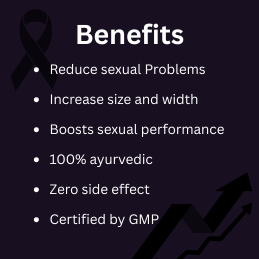 Benefits
• Reduce sexual Problems
• Increase size and width
• Boosts sexual performance
• 100% ayurvedic
• Zero side effect
• Certified by GMP